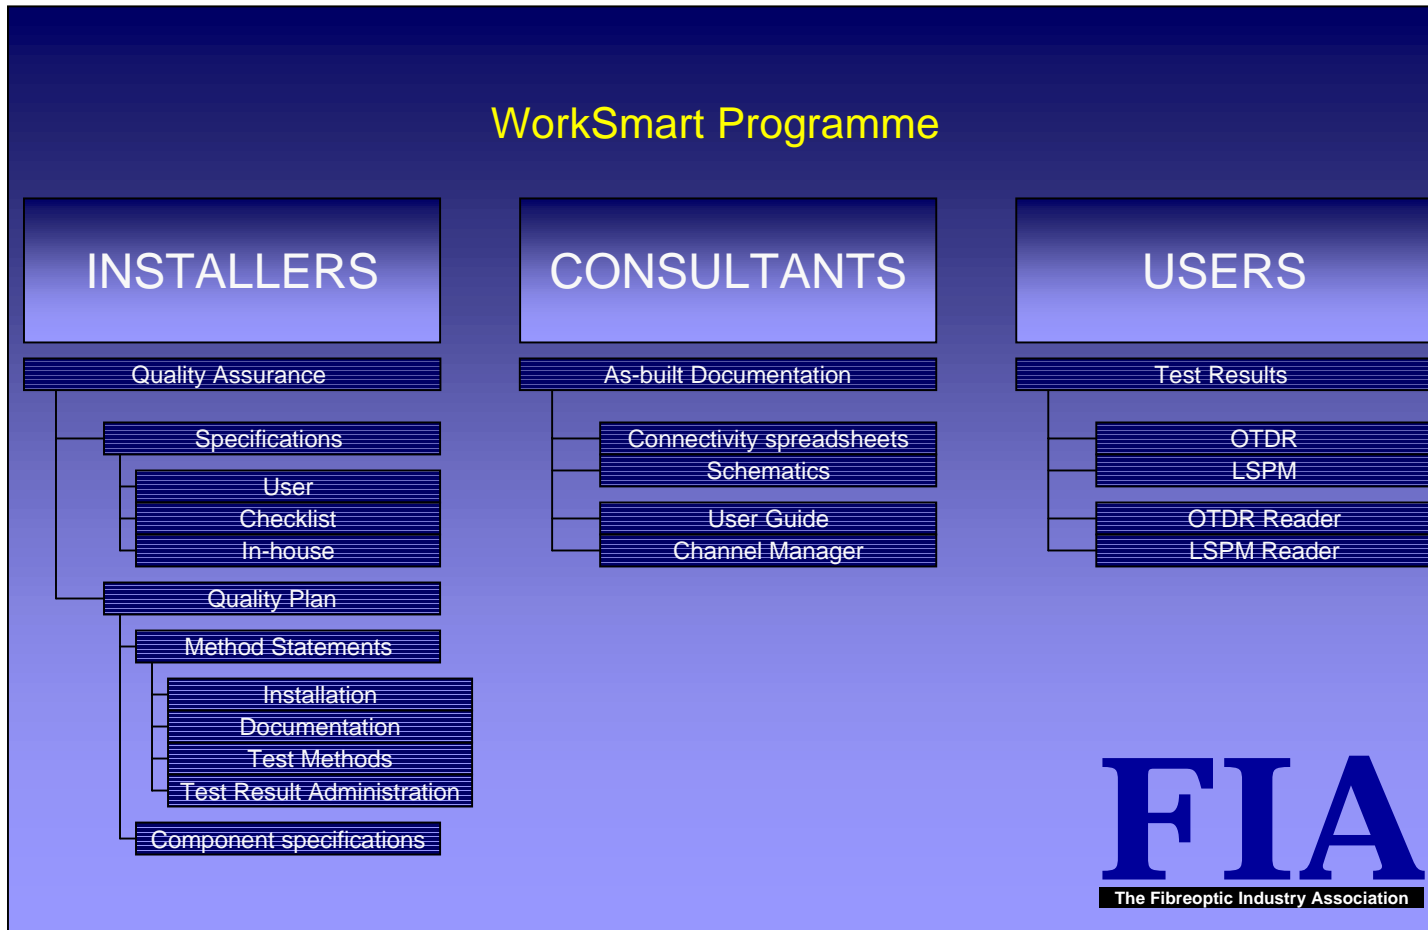 WorkSmart Programme
INSTALLERS
Quality Assurance
Specifications
User
Checklist
In-house
Quality Plan
Method Statements
Installation
Documentation
Test Methods
Test Result Administration
Component specifications
CONSULTANTS
As-built Documentation
Connectivity spreadsheets
Schematics
User Guide
Channel Manager
USERS
Test Results
OTDR
LSPM
OTDR Reader
LSPM Reader
FIA
The Fibreoptic Industry Association